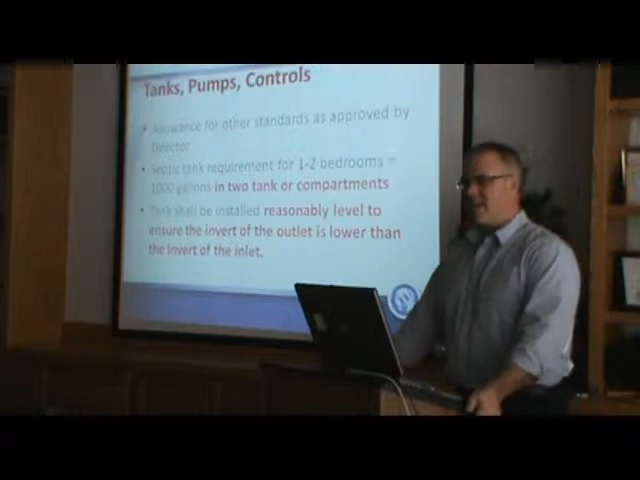 Tanks, Pumps, Controls
Allowance for other standards as approved by
Director
Septic tank requirement for 1-2 bedrooms =
1000 gallons in two tank or compartments
Tank shall be installed reasonably level to
ensure the invert of the outlet is lower than
the invert of the inlet.